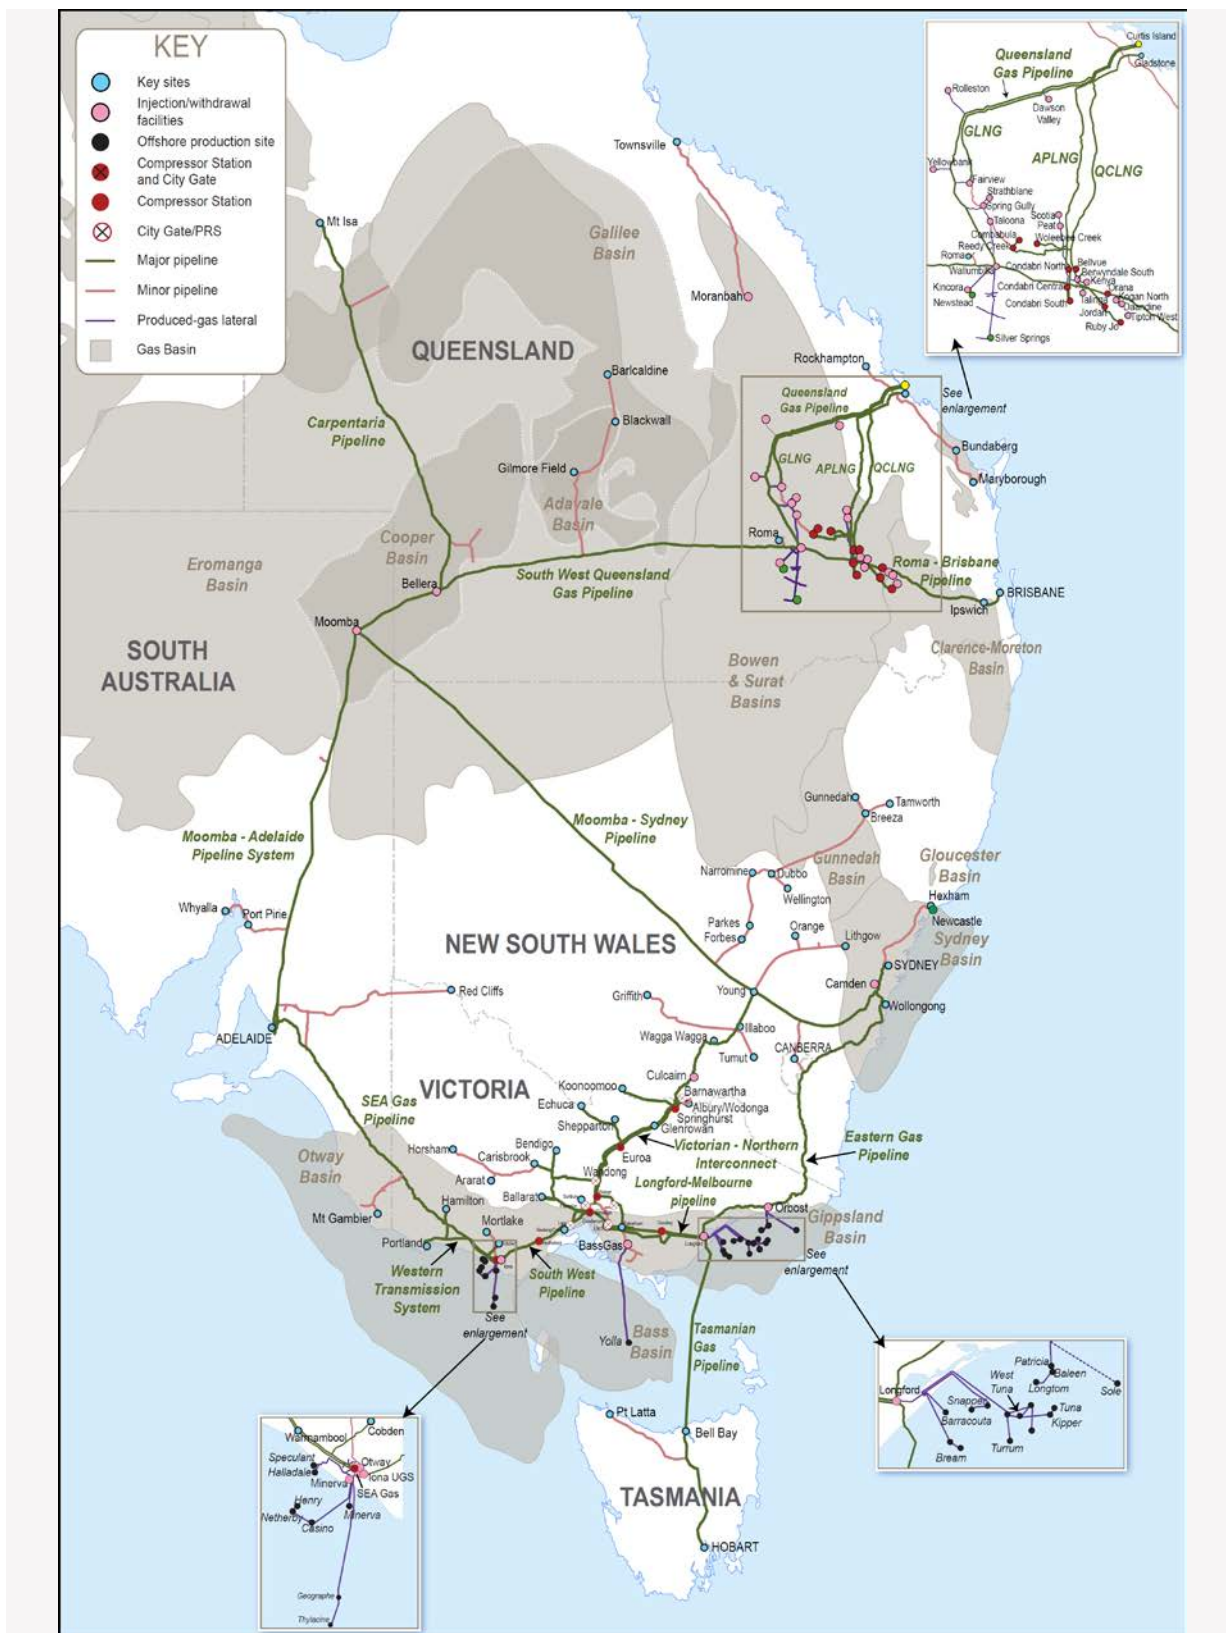 KEY
Key sites
Injection/withdrawal
facilities
Offshore production site
Compressor Station
and City Gate
Compressor Station
City Gate/PRS
Major pipeline
Minor pipeline
Produced-gas lateral
Gas Basin
Curtis Island
Gladstone
Queensland
Gas Pipeline
Rolleston
Dawson
Valley
GLNG
APLNG
QCLNG
Yellowbank
Fairview
Strathblane
Spring Gully
Taloona
Scotia
Peat
Combabula
Reedy Creek
Woleebee Creek
Roma
Wallumbilla
Condabri North
Bellvue
Berwyndale South
Kenya
Kincora
Newstead
Condabri Central
Orana
Condabri South
Talinga
Kogan North
Daandine
Jordan
Tipton West
Ruby Jo
Silver Springs
See
enlargement
Townsville
Mt Isa
Galilee
Basin
Moranbah
QUEENSLAND
Rockhampton
Barlcaldine
Blackwall
Carpentaria
Pipeline
Gilmore Field
Queensland
Gas Pipeline
GLNG
APLNG
QCLNG
Bundaberg
Maryborough
Adavale
Basin
Cooper
Basin
Eromanga
Basin
Roma
Roma - Brisbane
Pipeline
South West Queensland
Gas Pipeline
Bellera
BRISBANE
Ipswich
Moomba
SOUTH
AUSTRALIA
Clarence-Moreton
Basin
Bowen
& Surat
Basins
Gunnedah
Tamworth
Breeza
Moomba - Adelaide
Pipeline System
Moomba - Sydney
Pipeline
Gunnedah
Basin
Gloucester
Basin
Narromine
Dubbo
Wellington
Hexham
Newcastle
Whyalla
Port Pirie
Parkes
Forbes
Orange
Lithgow
Sydney
Basin
NEW SOUTH WALES
SYDNEY
Camden
Wollongong
Red Cliffs
Griffith
Young
ADELAIDE
Illaboo
Wagga Wagga
Tumut
CANBERRA
VICTORIA
Culcairn
Koonoomoo
Barnawartha
Echuca
Albury/Wodonga
Springhurst
Shepparton
Glenrowan
SEA Gas
Pipeline
Victorian - Northern
Interconnect
Eastern Gas
Pipeline
Horsham
Bendigo
Carisbrook
Euroa
Otway
Basin
Ararat
Wandong
Longford-Melbourne
pipeline
Hamilton
Ballarat
Mt Gambier
Mortlake
Orbost
Gippsland
Basin
Portland
BassGas
See
enlargement
Western
Transmission
System
South West
Pipeline
See
enlargement
Yolla
Bass
Basin
Tasmanian
Gas
Pipeline
Longford
Patricia
Baleen
West
Tuna
Longtom
Sole
Snapper
Barracouta
Tuna
Kipper
Turrum
Bream
Pt Latta
Bell Bay
Warrnambool
Cobden
Speculant
Halladale
Otway
Iona UGS
Minerva
SEA Gas
Henry
Netherby
Casino
Minerva
Geographe
Thylacine
TASMANIA
HOBART